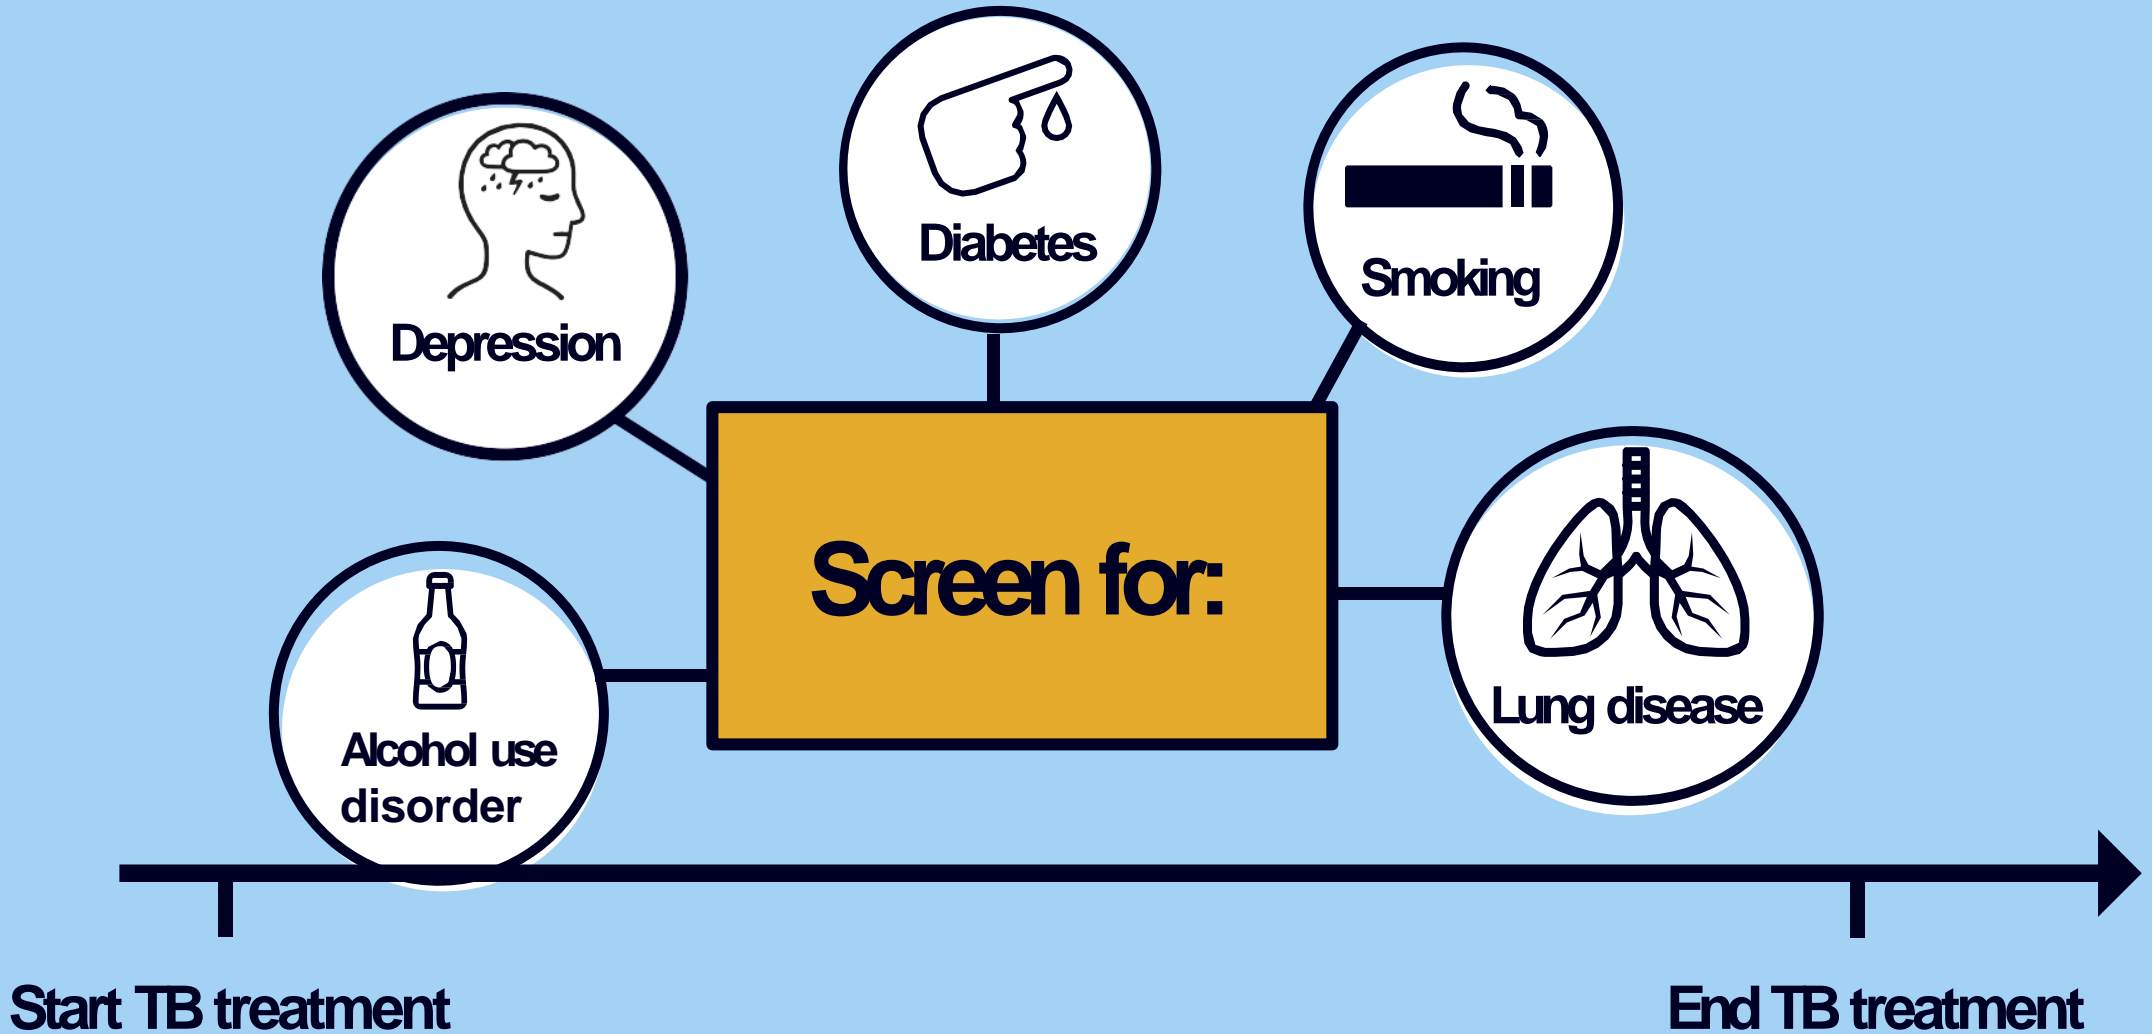 Diabetes
Smoking
Depression
Screen for:
Lung disease
Alcohol use
disorder
Start TB treatment
End TB treatment